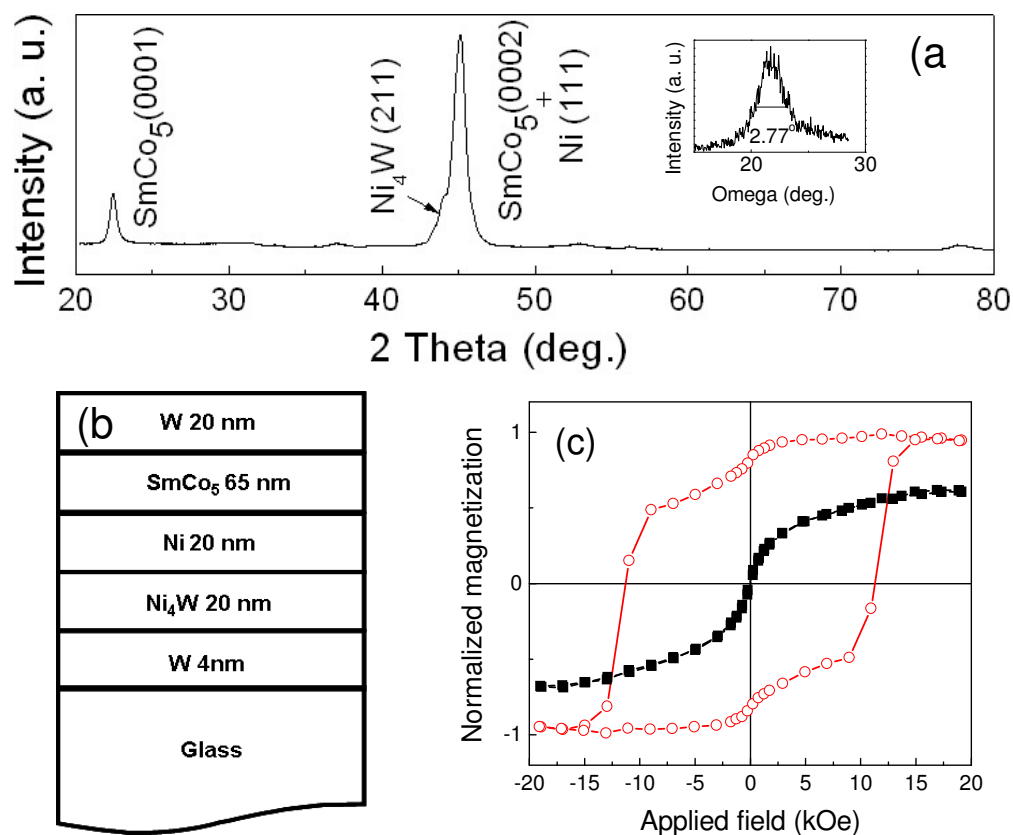 (a
SmCo5(0001)
Ni4W (211)
SmCo5(0002)
+
Ni (111)
Intensity (a. u.)
20 30 40 50 60 70 80
2 Theta (deg.)
Intensity (a. u.)
2.77°
20 30
Omega (deg.)
(b)
W 20 nm
SmCo5 65 nm
Ni 20 nm
Ni4W 20 nm
W 4nm
Glass
(c)
Normalized magnetization
1
0
-1
-20 -15 -10 -5 0 5 10 15 20
Applied field (kOe)